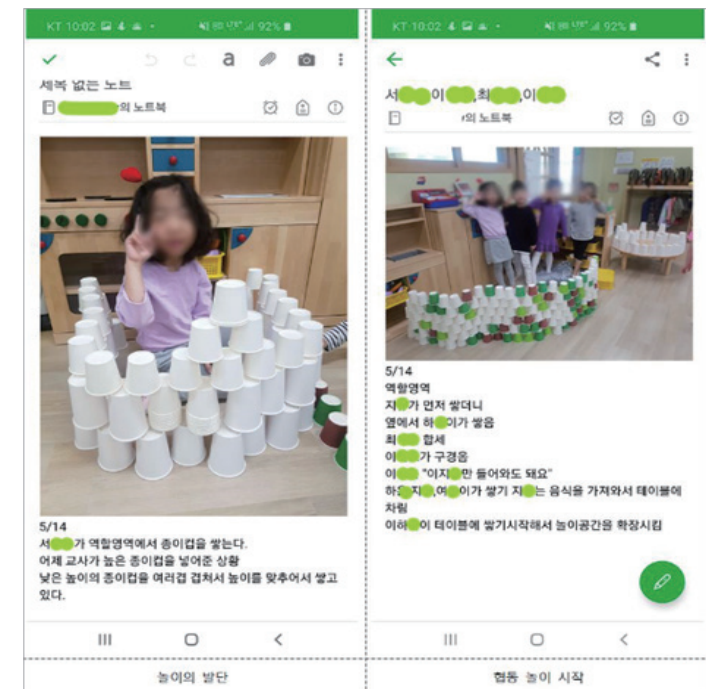 KT 10:02
92%
a
제목 없는 노트
의 노트북
5/14
서 가 역할영역에서 종이컵을 쌓는다.
어제 교사가 높은 종이컵을 넣어준 상황
낮은 높이의 종이컵을 여러겹 겹쳐서 높이를 맞추어서 쌓고
있다.
놀이의 발단
KT 10:02
92%
서 이 ,최 ,이
의 노트북
5/14
역할영역
지 가 먼저 쌓더니
옆에서 하 이가 쌓음
최 합세
이 가 구경옴
이 "이지 만 들어와도 돼요"
하 지 ,여 이가 쌓기 지 는 음식을 가져와서 테이블에
차림
이하 이 테이블에 쌓기시작해서 놀이공간을 확장시킴
협동 놀이 시작